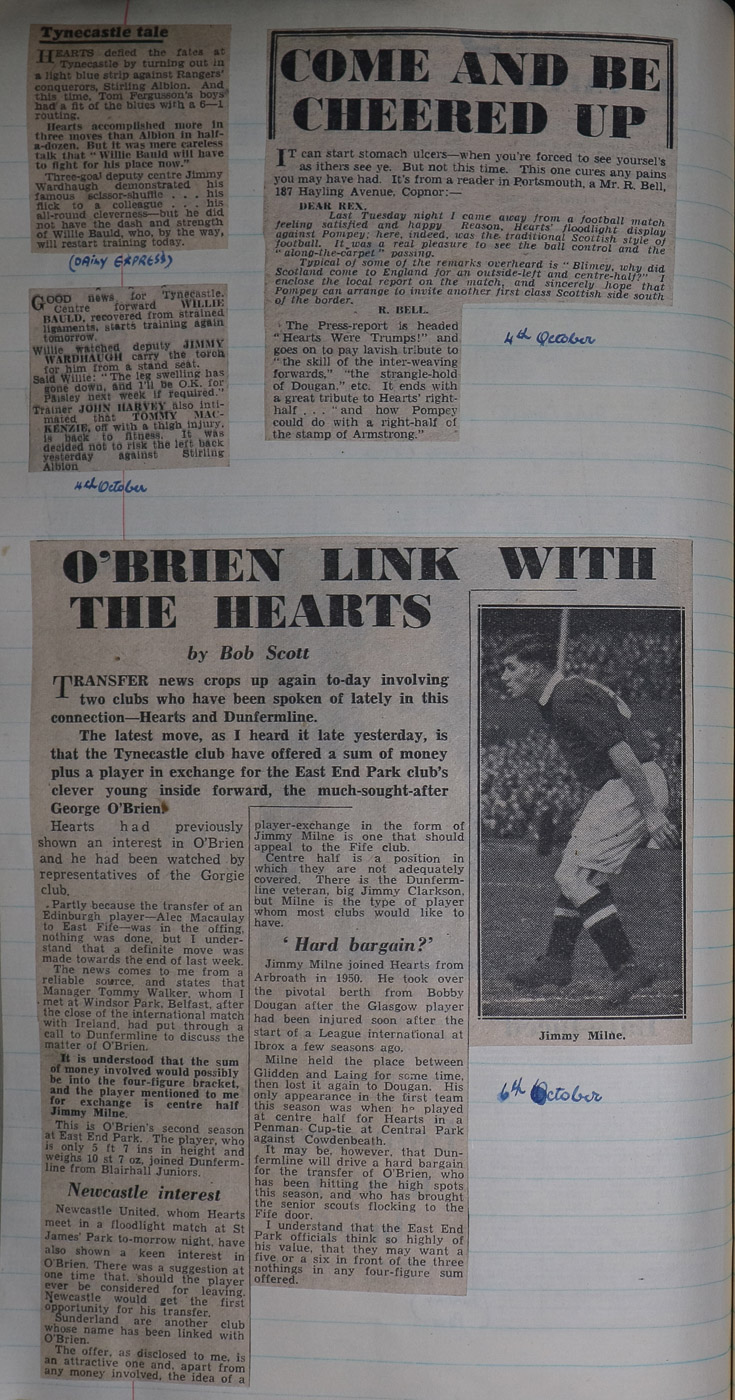 Tynecastle tale
HEARTS defied the fates at
Tynecastle by turning out in
a light blue strip against Rangers'
conquerors, Stirling Albion. And
this time, Tom Fergusson's boys
had a fit of the blues with a 6—1
routing.
Hearts accomplished more in
three moves than Albion in half-
a-dozen. But it was mere careless
talk that "Willie Bauld will have
to fight for his place now."
Three-goal deputy centre Jimmy
Wardhaugh demonstrated his
famous scissor-shuffle . . . his
flick to a colleague . . . his
all-round cleverness—but he did
not have the dash and strength
of Willie Bauld, who, by the way,
will restart training today.
(DAILY EXPRESS)
GOOD news for Tynecastle.
Centre forward WILLIE
BAULD, recovered from strained
ligaments, starts training again
tomorrow.
Willie watched deputy JIMMY
WARDHAUGH carry the torch
for him from a stand seat.
Said Willie: "The leg swelling has
gone down, and I'll be O.K. for
Paisley next week if required."
Trainer JOHN HARVEY also inti-
mated that TOMMY MAC-
KENZIE, off with a thigh injury,
is back to fitness. It was
decided not to risk the left back
yesterday against Stirling
Albion
4th October
COME AND BE
CHEERED UP
IT can start stomach ulcers—when you're forced to see yoursel's
as ithers see ye. But not this time. This one cures any pains
you may have had. It's from a reader in Portsmouth, a Mr. R. Bell,
187 Hayling Avenue, Copnor:—
DEAR REX,
Last Tuesday night I came away from a football match
feeling satisfied and happy. Reason, Hearts' floodlight display
against Pompey; here, indeed, was the traditional Scottish style of
football. It was a real pleasure to see the ball control and the
"along-the-carpet" passing.
Typical of some of the remarks overheard is "Blimey, why did
Scotland come to England for an outside-left and centre-half?" I
enclose the local report on the match, and sincerely hope that
Pompey can arrange to invite another first class Scottish side south
of the border.
R. BELL.
The Press-report is headed
"Hearts Were Trumps!" and
goes on to pay lavish tribute to
"the skill of the inter-weaving
forwards," "the strangle-hold
of Dougan," etc. It ends with
a great tribute to Hearts' right-
half . . . "and how Pompey
could do with a right-half of
the stamp of Armstrong."
4th October
O'BRIEN LINK WITH
THE HEARTS
by Bob Scott
TRANSFER news crops up again to-day involving
two clubs who have been spoken of lately in this
connection—Hearts and Dunfermline.
The latest move, as I heard it late yesterday, is
that the Tynecastle club have offered a sum of money
plus a player in exchange for the East End Park club's
clever young inside forward, the much-sought-after
George O'Brien.
Hearts had previously
shown an interest in O'Brien
and he had been watched by
representatives of the Gorgie
club.
Partly because the transfer of an
Edinburgh player—Alec Macaulay
to East Fife—was in the offing,
nothing was done, but I under-
stand that a definite move was
made towards the end of last week.
The news comes to me from a
reliable source, and states that
Manager Tommy Walker, whom I
met at Windsor Park, Belfast, after
the close of the international match
with Ireland, had put through a
call to Dunfermline to discuss the
matter of O'Brien.
It is understood that the sum
of money involved would possibly
be into the four-figure bracket,
and the player mentioned to me
for exchange is centre half
Jimmy Milne.
This is O'Brien's second season
at East End Park. The player, who
is only 5 ft 7 ins in height and
weighs 10 st 7 oz, joined Dunferm-
line from Blairhall Juniors.
Newcastle interest
Newcastle United, whom Hearts
meet in a floodlight match at St
James' Park to-morrow night, have
also shown a keen interest in
O'Brien. There was a suggestion at
one time that, should the player
ever be considered for leaving,
Newcastle would get the first
opportunity for his transfer.
Sunderland are another club
whose name has been linked with
O'Brien.
The offer, as disclosed to me, is
an attractive one and, apart from
any money involved, the idea of a
player-exchange in the form of
Jimmy Milne is one that should
appeal to the Fife club.
Centre half is a position in
which they are not adequately
covered. There is the Dunferm-
line veteran, big Jimmy Clarkson,
but Milne is the type of player
whom most clubs would like to
have.
'Hard bargain?'
Jimmy Milne joined Hearts from
Arbroath in 1950. He took over
the pivotal berth from Bobby
Dougan after the Glasgow player
had been injured soon after the
start of a League international at
Ibrox a few seasons ago.
Milne held the place between
Glidden and Laing for some time,
then lost it again to Dougan. His
only appearance in the first team
this season was when he played
at centre half for Hearts in a
Penman Cup-tie at Central Park
against Cowdenbeath.
It may be, however, that Dun-
fermline will drive a hard bargain
for the transfer of O'Brien, who
has been hitting the high spots
this season, and who has brought
the senior scouts flocking to the
Fife door.
I understand that the East End
Park officials think so highly of
his value, that they may want a
five or a six in front of the three
nothings in any four-figure sum
offered.
Jimmy Milne.
6th October